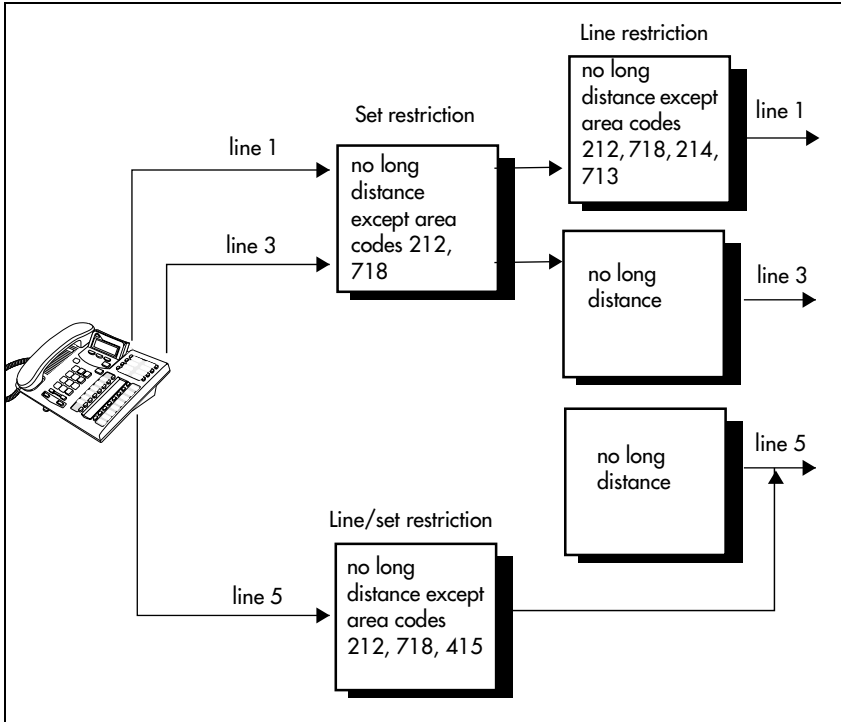 Line restriction
no long
distance except
area codes
212, 718, 214,
713
line 1
Set restriction
line 1
no long
distance
except area
codes 212,
718
line 3
no long
distance
line 3
no long
distance
line 5
Line/set restriction
no long
distance except
area codes
212, 718, 415
line 5